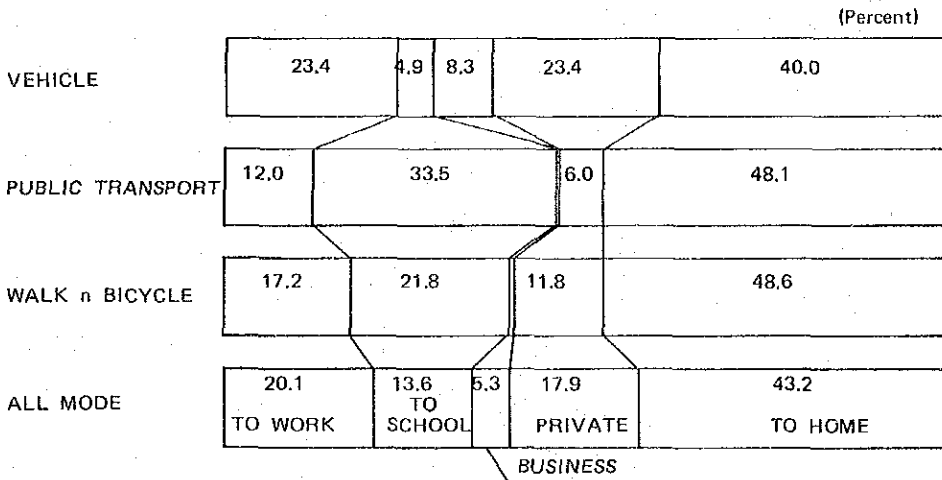 (Percent)
VEHICLE 23.4 4.9 8.3 23.4 40.0
PUBLIC TRANSPORT 12.0 33.5 6.0 48.1
WALK n BICYCLE 17.2 21.8 11.8 48.6
ALL MODE 20.1 13.6 5.3 17.9 43.2
TO WORK TO SCHOOL PRIVATE TO HOME
BUSINESS